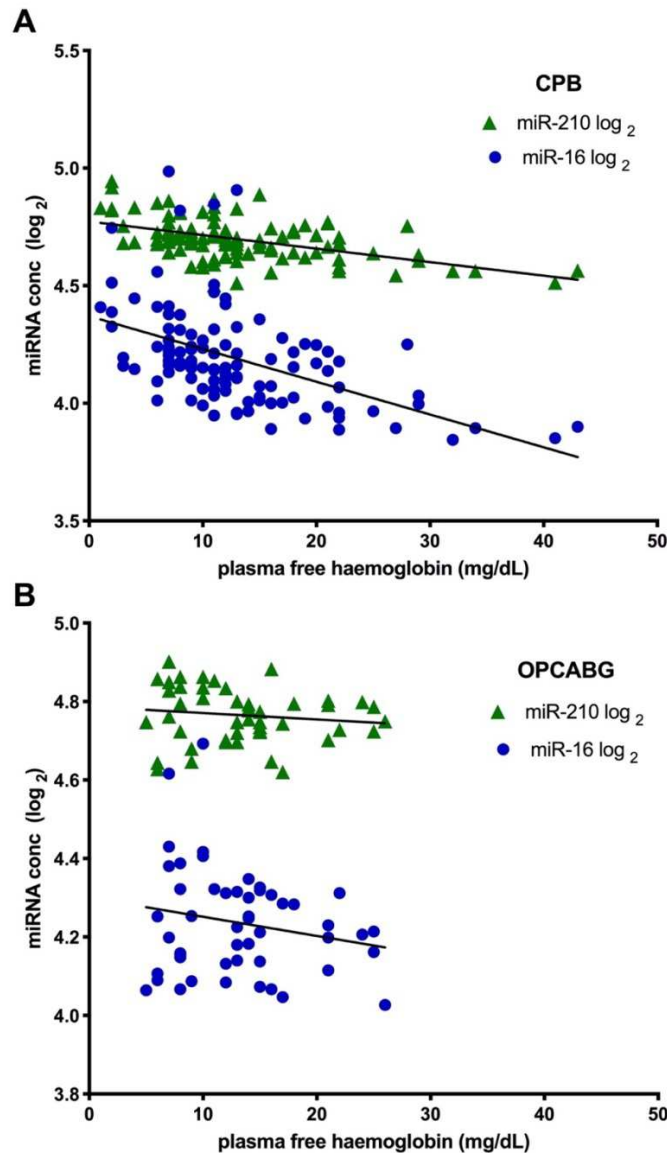 A
5.5
5.0
4.5
4.0
3.5
miRNA conc (log 2)
CPB
miR-210 log 2
miR-16 log 2
0 10 20 30 40 50
plasma free haemoglobin (mg/dL)
B
5.0
4.8
4.6
4.4
4.2
4.0
3.8
miRNA conc (log 2)
OPCABG
miR-210 log 2
miR-16 log 2
0 10 20 30 40 50
plasma free haemoglobin (mg/dL)